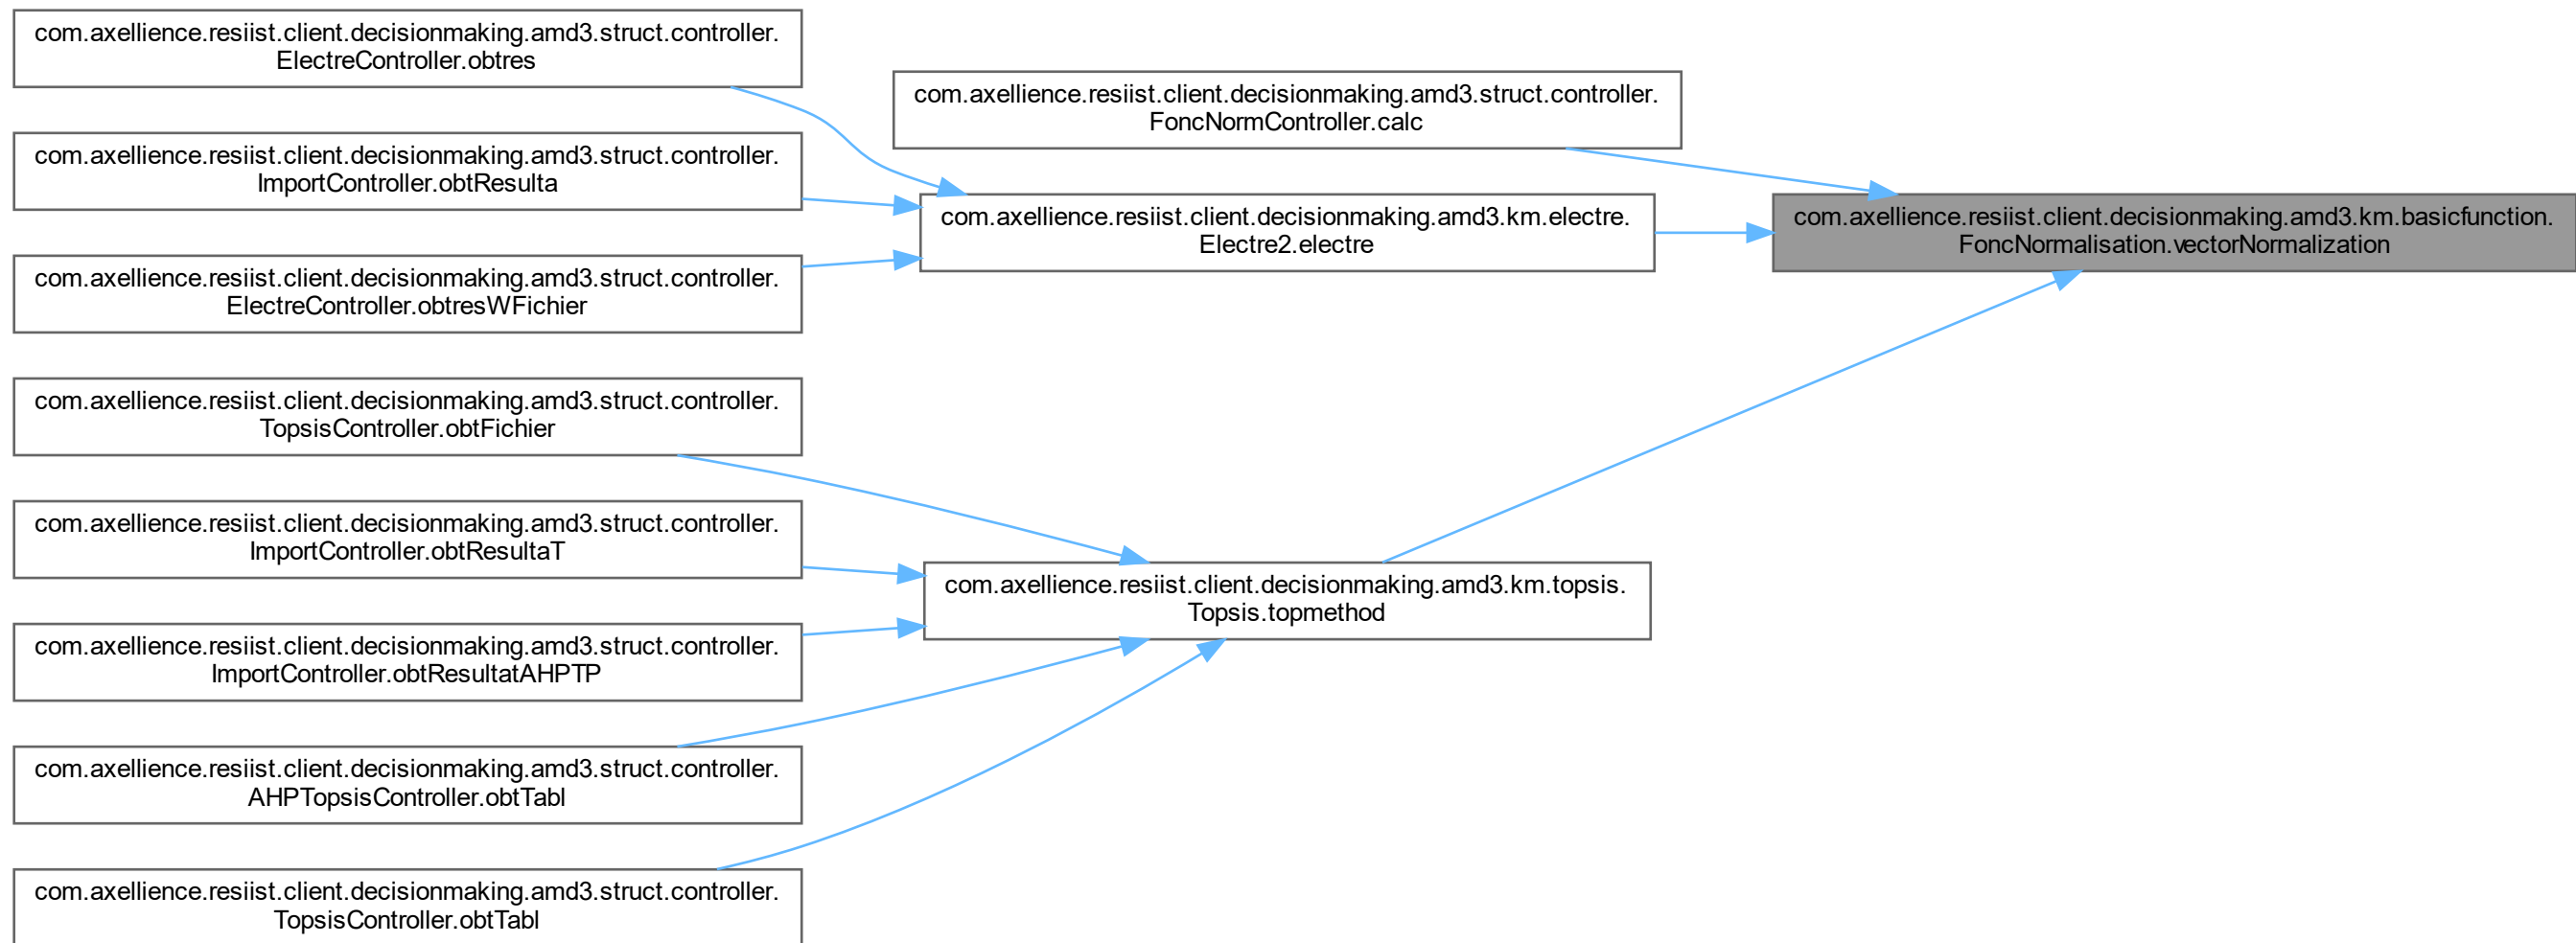 com.axellience.resiist.client.decisionmaking.amd3.struct.controller.
ElectreController.obtres
com.axellience.resiist.client.decisionmaking.amd3.struct.controller.
ImportController.obtResulta
com.axellience.resiist.client.decisionmaking.amd3.struct.controller.
ElectreController.obtresWFichier
com.axellience.resiist.client.decisionmaking.amd3.struct.controller.
TopsisController.obtFichier
com.axellience.resiist.client.decisionmaking.amd3.struct.controller.
ImportController.obtResultaT
com.axellience.resiist.client.decisionmaking.amd3.struct.controller.
ImportController.obtResultatAHPTP
com.axellience.resiist.client.decisionmaking.amd3.struct.controller.
AHPTopsisController.obtTabl
com.axellience.resiist.client.decisionmaking.amd3.struct.controller.
TopsisController.obtTabl
com.axellience.resiist.client.decisionmaking.amd3.struct.controller.
FoncNormController.calc
com.axellience.resiist.client.decisionmaking.amd3.km.electre.
Electre2.electre
com.axellience.resiist.client.decisionmaking.amd3.km.topsis.
Topsis.topmethod
com.axellience.resiist.client.decisionmaking.amd3.km.basicfunction.
FoncNormalisation.vectorNormalization